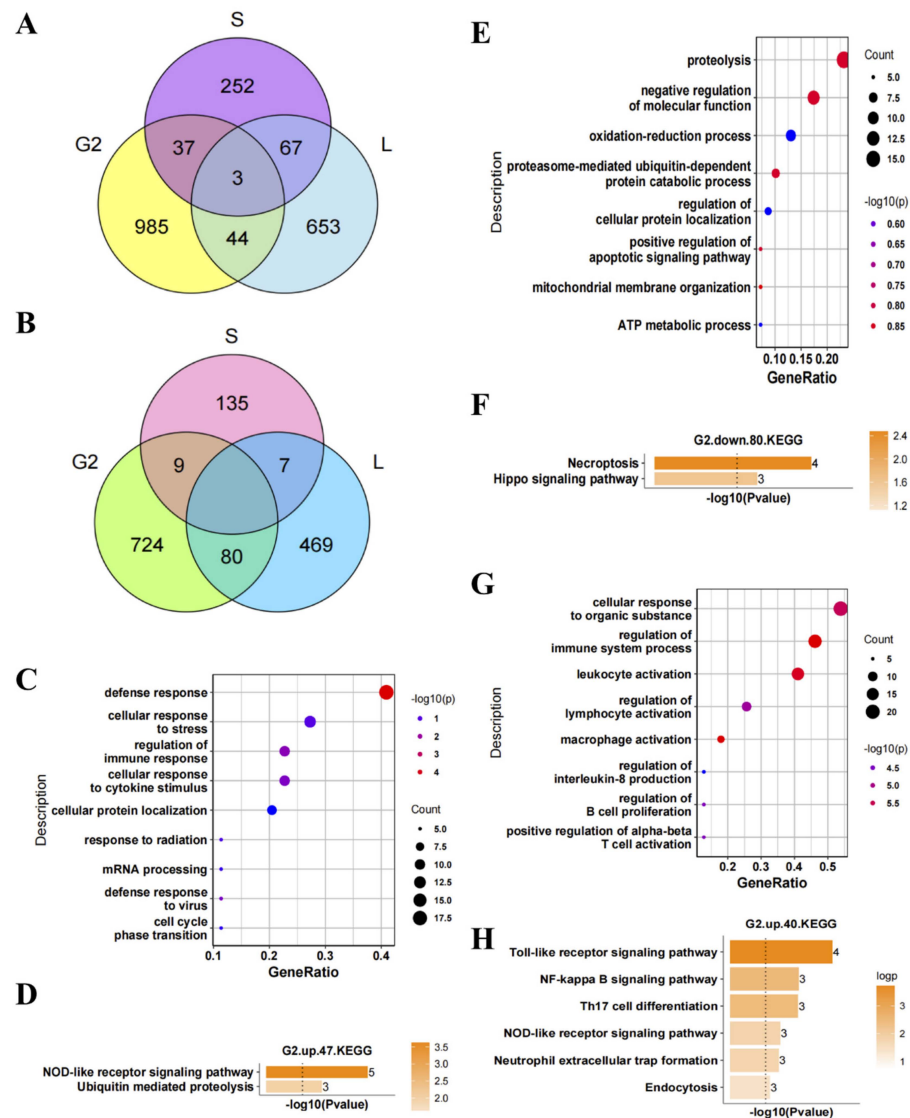 A
S
252
G2
37
67
L
3
985
44
653
B
S
135
G2
9
7
L
724
80
469
C
Description
defense response
cellular response
to stress
regulation of
immune response
cellular response
to cytokine stimulus
cellular protein localization
response to radiation
mRNA processing
defense response
to virus
cell cycle
phase transition
0.1 0.2 0.3 0.4
GeneRatio
-log10(p)
1
2
3
4
Count
5.0
7.5
10.0
12.5
15.0
17.5
D
G2.up.47.KEGG
NOD-like receptor signaling pathway 5
Ubiquitin mediated proteolysis 3
-log10(Pvalue)
3.5
3.0
2.5
2.0
E
Description
proteolysis
negative regulation
of molecular function
oxidation-reduction process
proteasome-mediated ubiquitin-dependent
protein catabolic process
regulation of
cellular protein localization
positive regulation of
apoptotic signaling pathway
mitochondrial membrane organization
ATP metabolic process
0.10 0.15 0.20
GeneRatio
Count
5.0
7.5
10.0
12.5
15.0
-log10(p)
0.60
0.65
0.70
0.75
0.80
0.85
F
G2.down.80.KEGG
Necroptosis 4
Hippo signaling pathway 3
-log10(Pvalue)
2.4
2.0
1.6
1.2
G
Description
cellular response
to organic substance
regulation of
immune system process
leukocyte activation
regulation of
lymphocyte activation
macrophage activation
regulation of
interleukin-8 production
regulation of
B cell proliferation
positive regulation of alpha-beta
T cell activation
0.2 0.3 0.4 0.5
GeneRatio
Count
5
10
15
20
-log10(p)
4.5
5.0
5.5
H
G2.up.40.KEGG
Toll-like receptor signaling pathway 4
NF-kappa B signaling pathway 3
Th17 cell differentiation 3
NOD-like receptor signaling pathway 3
Neutrophil extracellular trap formation 3
Endocytosis 3
-log10(Pvalue)
logp
3
2
1